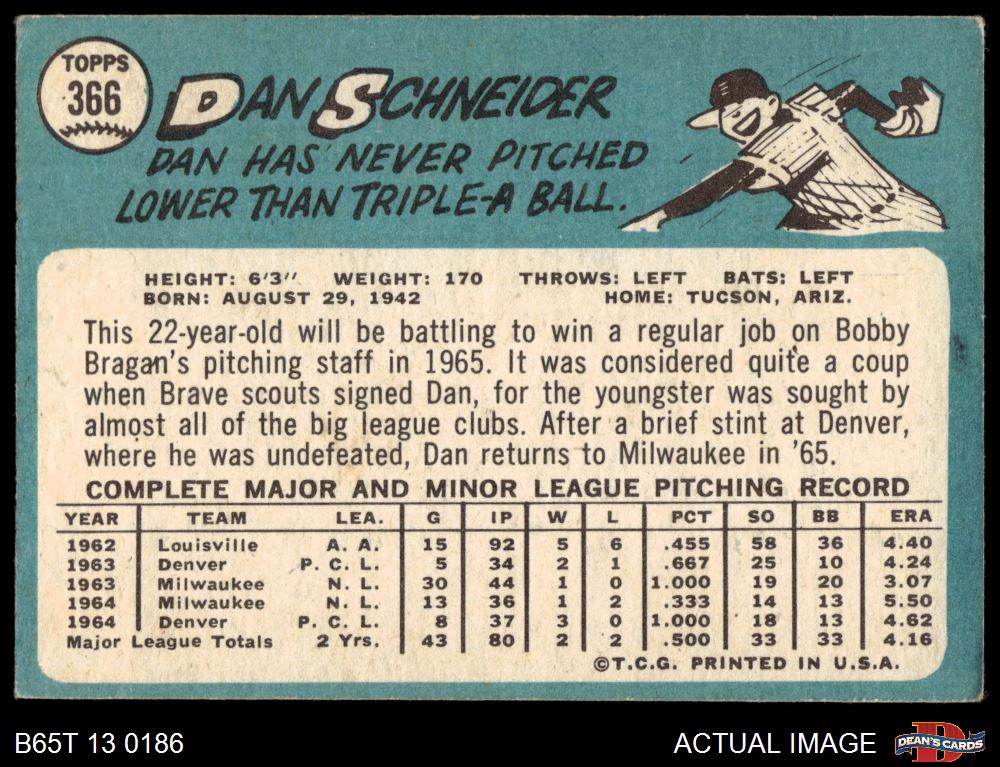 TOPPS
366
DAN SCHNEIDER
DAN HAS NEVER PITCHED
LOWER THAN TRIPLE-A BALL.
HEIGHT: 6'3" WEIGHT: 170 THROWS: LEFT BATS: LEFT
BORN: AUGUST 29, 1942 HOME: TUCSON, ARIZ.
This 22-year-old will be battling to win a regular job on Bobby
Bragan's pitching staff in 1965. It was considered quite a coup
when Brave scouts signed Dan, for the youngster was sought by
almost all of the big league clubs. After a brief stint at Denver,
where he was undefeated, Dan returns to Milwaukee in '65.
COMPLETE MAJOR AND MINOR LEAGUE PITCHING RECORD
YEAR TEAM LEA. G IP W L PCT SO BB ERA
1962 Louisville A. A. 15 92 5 6 .455 58 36 4.40
1963 Denver P. C. L. 5 34 2 1 .667 25 10 4.24
1963 Milwaukee N. L. 30 44 1 0 1.000 19 20 3.07
1964 Milwaukee N. L. 13 36 1 2 .333 14 13 5.50
1964 Denver P. C. L. 8 37 3 0 1.000 18 13 4.62
Major League Totals 2 Yrs. 43 80 2 2 .500 33 33 4.16
©T.C.G. PRINTED IN U.S.A.
B65T 13 0186 ACTUAL IMAGE DEAN'S CARDS